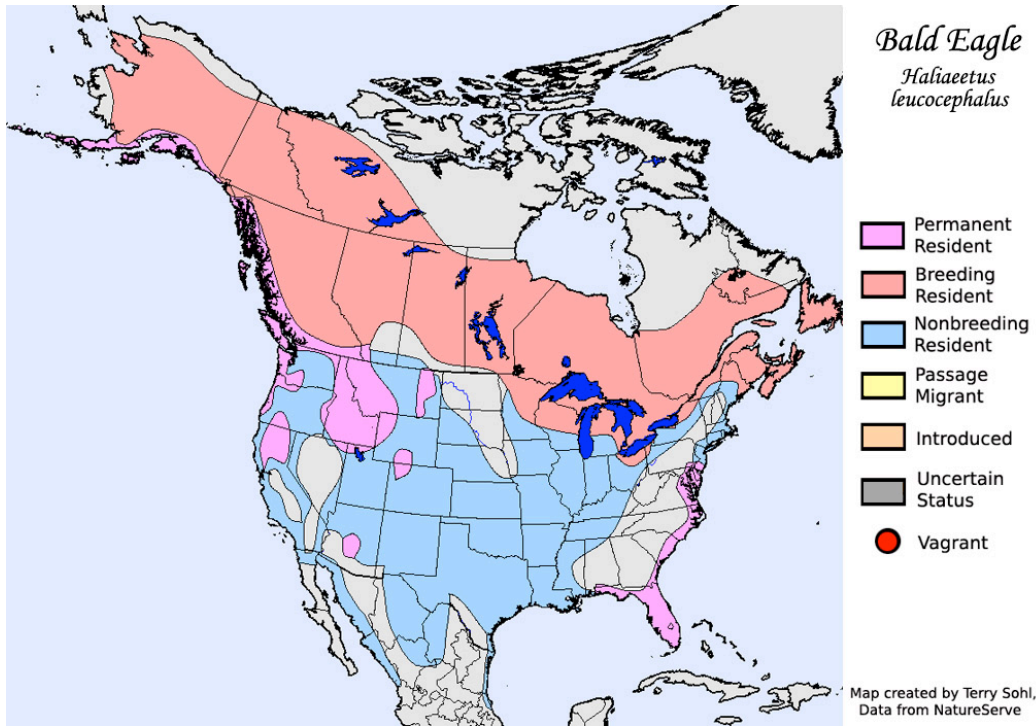 Bald Eagle
Haliaeetus
leucocephalus
Permanent
Resident
Breeding
Resident
Nonbreeding
Resident
Passage
Migrant
Introduced
Uncertain
Status
Vagrant
Map created by Terry Sohl,
Data from NatureServe